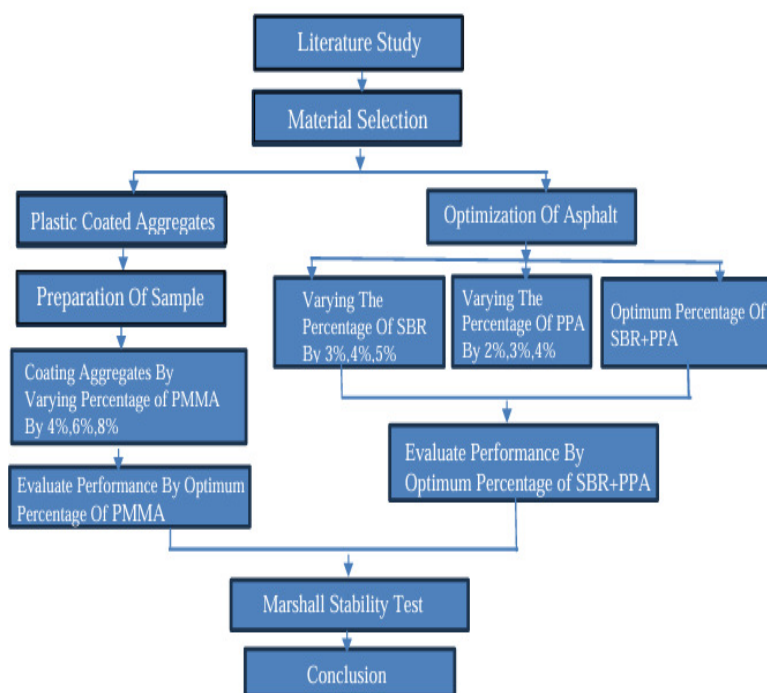 Literature Study
Material Selection
Plastic Coated Aggregates
Optimization Of Asphalt
Preparation Of Sample
Varying The
Percentage Of SBR
By 3%,4%,5%
Varying The
Percentage Of PPA
By 2%,3%,4%
Optimum Percentage Of
SBR+PPA
Coating Aggregates By
Varying Percentage of PMMA
By 4%,6%,8%
Evaluate Performance By
Optimum Percentage of SBR+PPA
Evaluate Performance By Optimum
Percentage Of PMMA
Marshall Stability Test
Conclusion